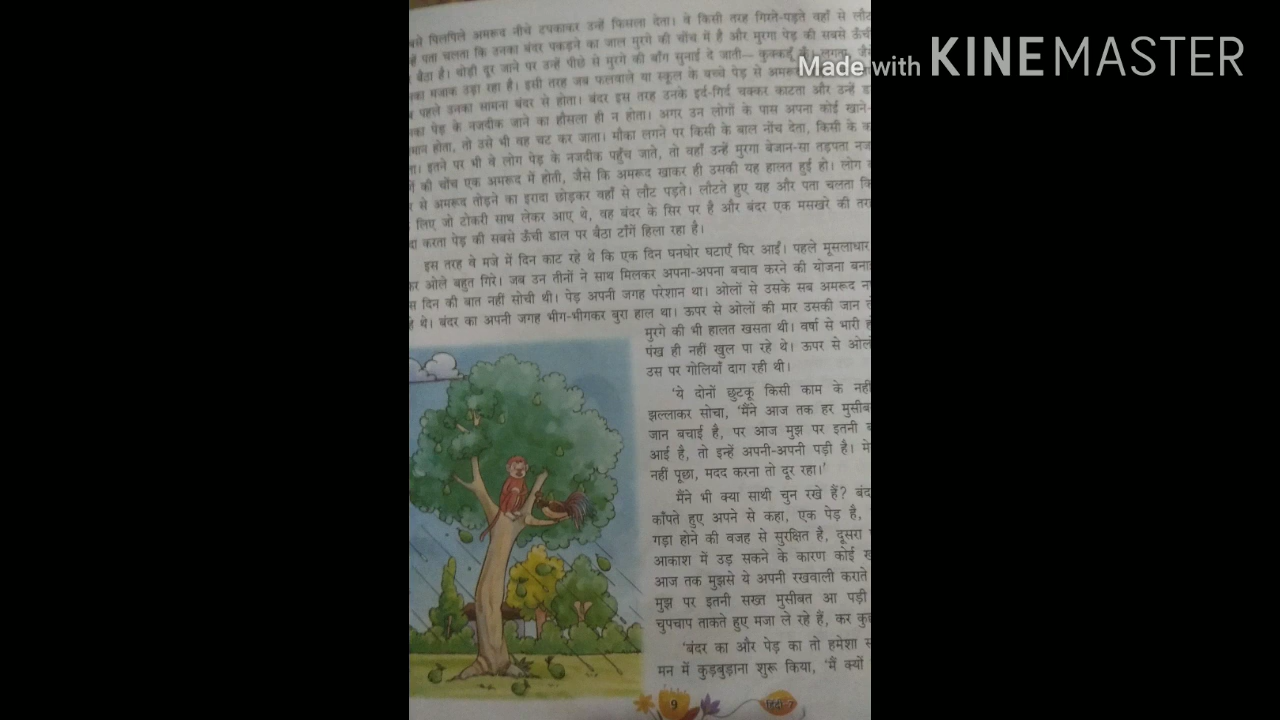 पिलपिले अमरूद नीचे टपकाकर उन्हें फिसला देता। वे किसी तरह गिरते-पड़ते वहाँ से
पता चलता कि उनका बंदर पकड़ने का जाल मुरगे की चोंच में है और मुरगा पेड़ की सबसे ऊँची
बैठा है। थोड़ी दूर जाने पर उन्हें पीछे से मुरगे की बाँग सुनाई दे जाती— कुक्कड़ूँ
मजाक उड़ा रहा है। इसी तरह जब फलवाले या स्कूल के बच्चे पेड़ से
पहले उनका सामना बंदर से होता। बंदर इस तरह उनके इर्द-गिर्द चक्कर काटता और उन्हें
पेड़ के नजदीक जाने का हौसला ही न होता। अगर उन लोगों के पास अपना कोई खाने-
होता, तो उसे भी वह चट कर जाता। मौका लगने पर किसी के बाल नोंच देता, किसी के
इतने पर भी वे लोग पेड़ के नजदीक पहुँच जाते, तो वहाँ उन्हें मुरगा बेजान-सा तड़पता
की चोंच एक अमरूद में होती, जैसे कि अमरूद खाकर ही उसकी यह हालत हुई हो। लोग
से अमरूद तोड़ने का इरादा छोड़कर वहाँ से लौट पड़ते। लौटते हुए यह और पता चलता कि
लिए जो टोकरी साथ लेकर आए थे, वह बंदर के सिर पर है और बंदर एक मसखरे की
करता पेड़ की सबसे ऊँची डाल पर बैठा टाँगें हिला रहा है।
इस तरह वे मजे में दिन काट रहे थे कि एक दिन घनघोर घटाएँ घिर आईं। पहले मूसलाधार
ओले बहुत गिरे। जब उन तीनों ने साथ मिलकर अपना-अपना बचाव करने की योजना
दिन की बात नहीं सोची थी। पेड़ अपनी जगह परेशान था। ओलों से उसके सब अमरूद
थे। बंदर का अपनी जगह भीग-भीगकर बुरा हाल था। ऊपर से ओलों की मार उसकी जान
मुरगे की भी हालत खसता थी। वर्षा से भारी
पंख ही नहीं खुल पा रहे थे। ऊपर से
उस पर गोलियाँ दाग रही थी।
'ये दोनों छुटकू किसी काम के नहीं
झल्लाकर सोचा, 'मैंने आज तक हर
जान बचाई है, पर आज मुझ पर इतनी
आई है, तो इन्हें अपनी-अपनी पड़ी है।
नहीं पूछा, मदद करना तो दूर रहा।'
मैंने भी क्या साथी चुन रखे हैं?
काँपते हुए अपने से कहा, एक पेड़ है,
गड़ा होने की वजह से सुरक्षित है, दूसरा
आकाश में उड़ सकने के कारण कोई
आज तक मुझसे ये अपनी रखवाली कराते
मुझ पर इतनी सख्त मुसीबत आ पड़ी
चुपचाप ताकते हुए मजा ले रहे हैं, कर
'बंदर का और पेड़ का तो हमेशा
मन में कुड़बुड़ाना शुरू किया, 'मैं क्यों
9
हिंदी-7
Made with KINEMASTER